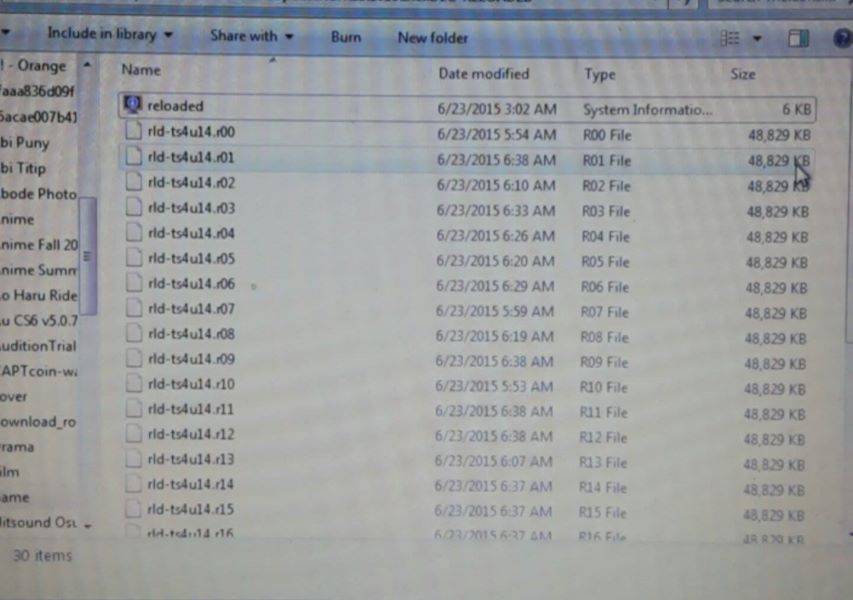 Include in library Share with Burn New folder
! - Orange
Name Date modified Type Size
aaa836d09f
reloaded 6/23/2015 3:02 AM System Informatio... 6 KB
5acae007b41
rld-ts4u14.r00 6/23/2015 5:54 AM R00 File 48,829 KB
bi Puny
rld-ts4u14.r01 6/23/2015 6:38 AM R01 File 48,829 KB
bi Titip
rld-ts4u14.r02 6/23/2015 6:10 AM R02 File 48,829 KB
bode Photo
rld-ts4u14.r03 6/23/2015 6:33 AM R03 File 48,829 KB
nime
rld-ts4u14.r04 6/23/2015 6:26 AM R04 File 48,829 KB
nime Fall 20
rld-ts4u14.r05 6/23/2015 6:20 AM R05 File 48,829 KB
nime Summ
rld-ts4u14.r06 6/23/2015 6:29 AM R06 File 48,829 KB
o Haru Ride
rld-ts4u14.r07 6/23/2015 5:59 AM R07 File 48,829 KB
u CS6 v5.0.7
rld-ts4u14.r08 6/23/2015 6:19 AM R08 File 48,829 KB
uditionTrial
rld-ts4u14.r09 6/23/2015 6:38 AM R09 File 48,829 KB
APTcoin-w
rld-ts4u14.r10 6/23/2015 5:53 AM R10 File 48,829 KB
over
rld-ts4u14.r11 6/23/2015 6:38 AM R11 File 48,829 KB
ownload_ro
rld-ts4u14.r12 6/23/2015 6:38 AM R12 File 48,829 KB
rama
rld-ts4u14.r13 6/23/2015 6:07 AM R13 File 48,829 KB
ilm
rld-ts4u14.r14 6/23/2015 6:37 AM R14 File 48,829 KB
ame
rld-ts4u14.r15 6/23/2015 6:37 AM R15 File 48,829 KB
litsound Ost
rld-ts4u14.r16 6/23/2015 6:37 AM R16 File 48,829 KB
30 items